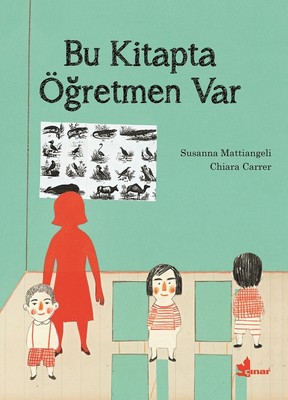 Bu Kitapta
Öğretmen Var
Susanna Mattiangeli
Chiara Carrer
çınar